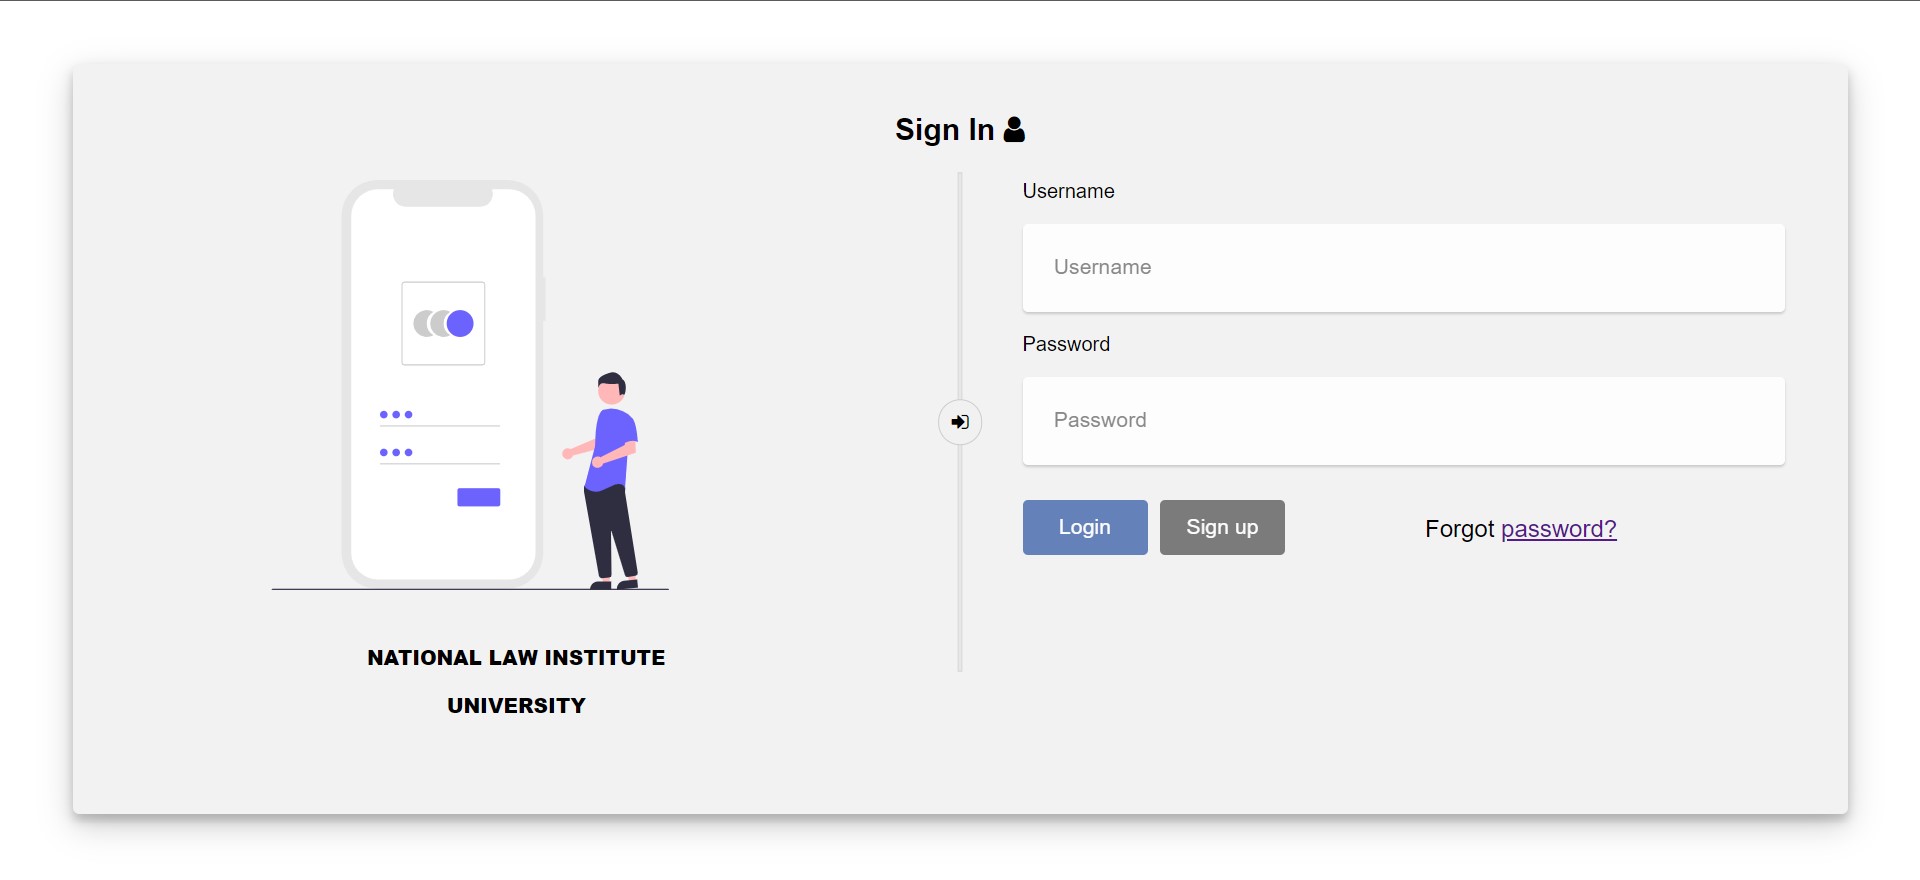 Sign In
Username
Username
Password
Password
Login
Sign up
Forgot password?
NATIONAL LAW INSTITUTE
UNIVERSITY